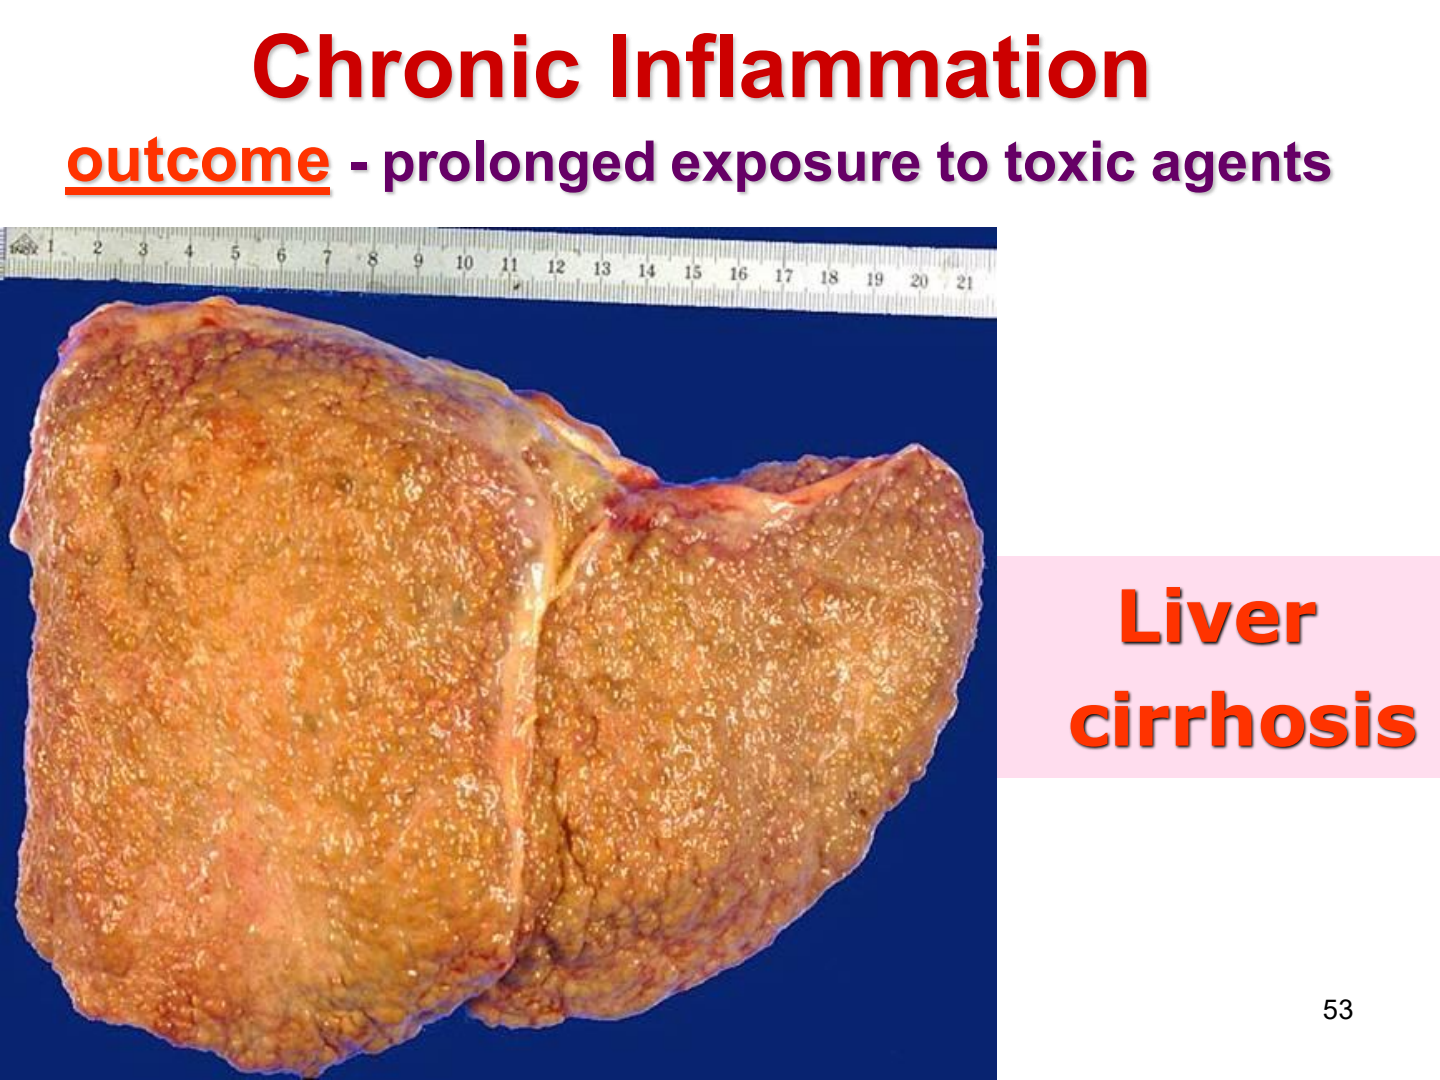 Chronic Inflammation
outcome - prolonged exposure to toxic agents
1 2 3 4 5 6 7 8 9 10 11 12 13 14 15 16 17 18 19 20 21
Liver
cirrhosis
53